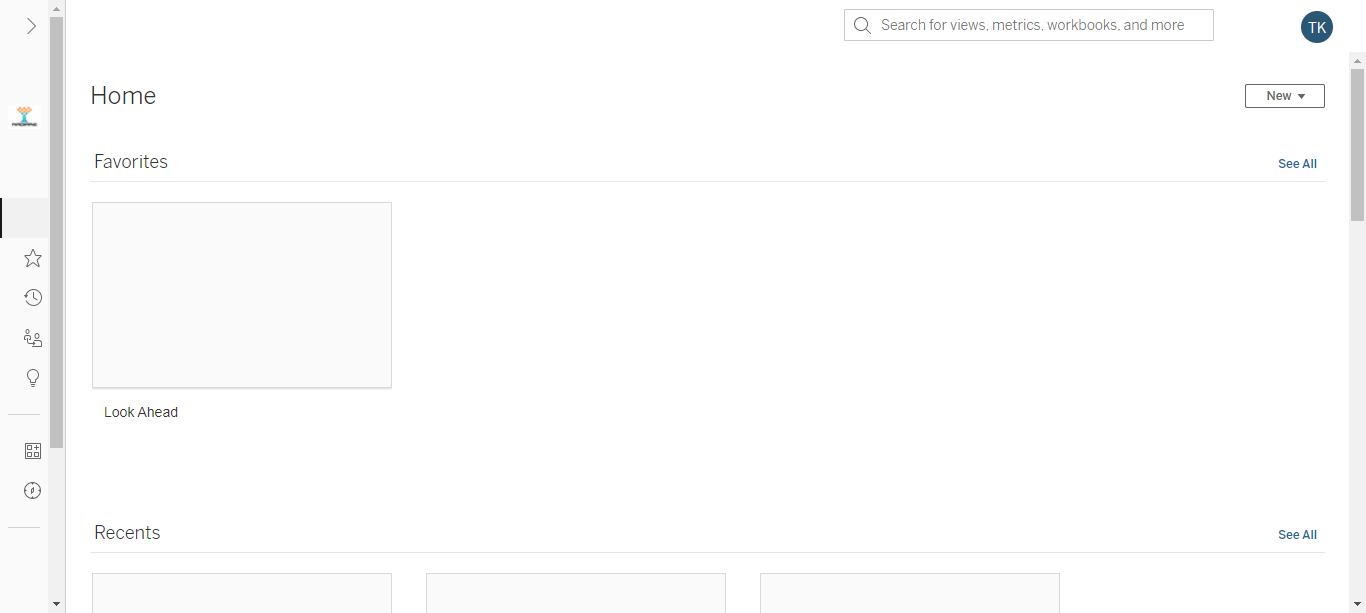 Search for views, metrics, workbooks, and more
TK
Home
New
Favorites
See All
Look Ahead
Recents
See All